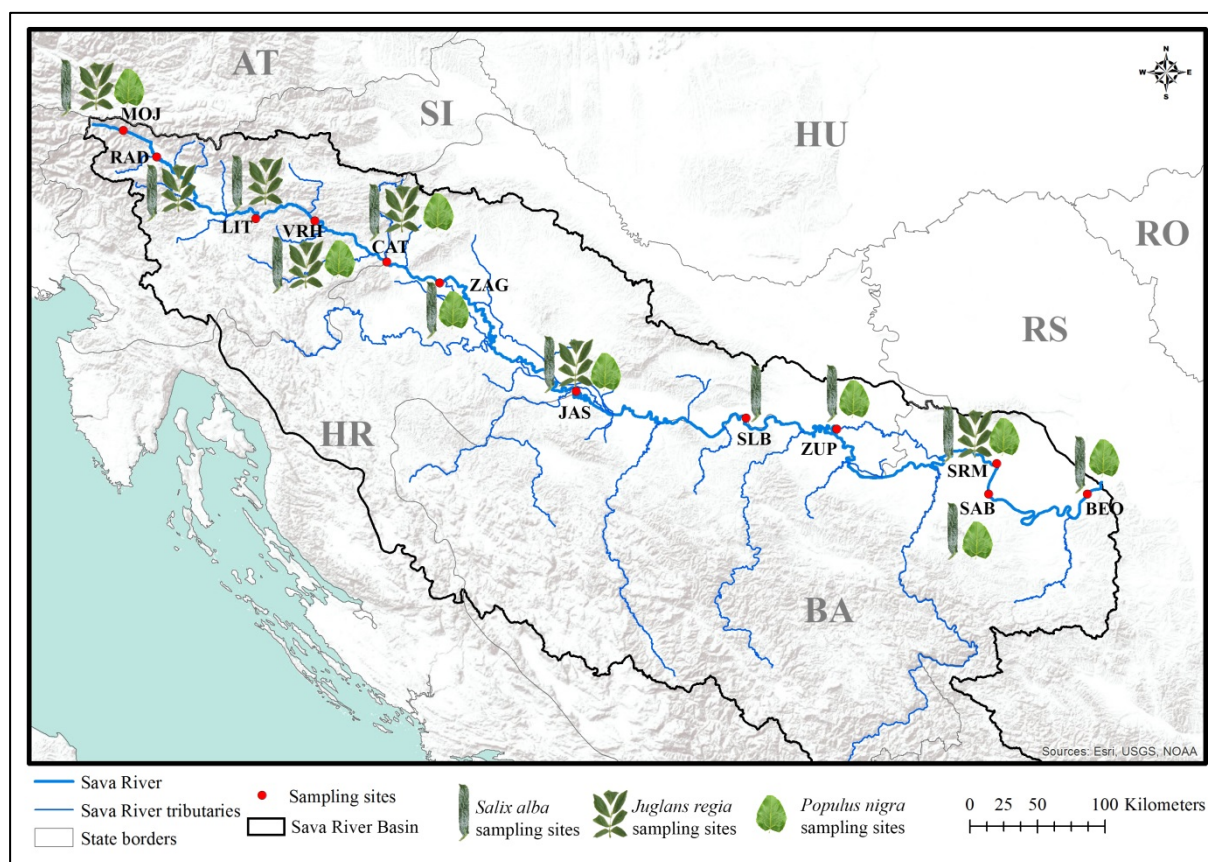 AT
N
W E
S
SI
HU
MOJ
RAD
RO
LIT
VRH
CAT
ZAG
RS
HR
JAS
SLB
ZUP
SRM
SAB
BEO
BA
Sources: Esri, USGS, NOAA
Sava River
Sava River tributaries
State borders
Sampling sites
Sava River Basin
Salix alba
sampling sites
Juglans regia
sampling sites
Populus nigra
sampling sites
0 25 50 100 Kilometers